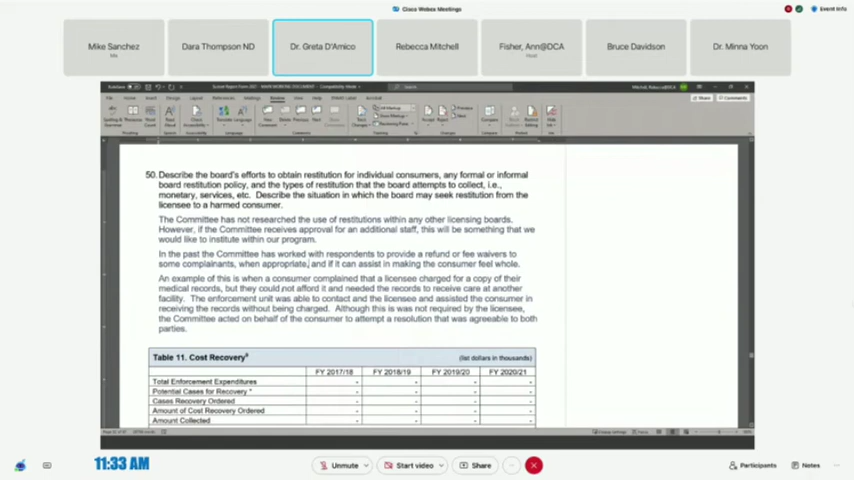 Cisco Webex Meetings
Event Info
Mike Sanchez
Me
Dara Thompson ND
Dr. Greta D'Amico
Rebecca Mitchell
Fisher, Ann@DCA
Host
Bruce Davidson
Dr. Minna Yoon
Share
Comments
50. Describe the board's efforts to obtain restitution for individual consumers, any formal or informal
board restitution policy, and the types of restitution that the board attempts to collect, i.e.,
monetary, services, etc. Describe the situation in which the board may seek restitution from the
licensee to a harmed consumer.
The Committee has not researched the use of restitutions within any other licensing boards.
However, if the Committee receives approval for an additional staff, this will be something that we
would like to institute within our program.
In the past the Committee has worked with respondents to provide a refund or fee waivers to
some complainants, when appropriate, and if it can assist in making the consumer feel whole.
An example of this is when a consumer complained that a licensee charged for a copy of their
medical records, but they could not afford it and needed the records to receive care at another
facility. The enforcement unit was able to contact and the licensee and assisted the consumer in
receiving the records without being charged. Although this is was not required by the licensee,
the Committee acted on behalf of the consumer to attempt a resolution that was agreeable to both
parties.
Table 11. Cost Recovery (list dollars in thousands)
FY 2017/18 FY 2018/19 FY 2019/20 FY 2020/21
Total Enforcement Expenditures - - - -
Potential Cases for Recovery * - - - -
Cases Recovery Ordered - - - -
Amount of Cost Recovery Ordered - - - -
Amount Collected - - - -
11:33 AM
Unmute
Start video
Share
Participants
Notes